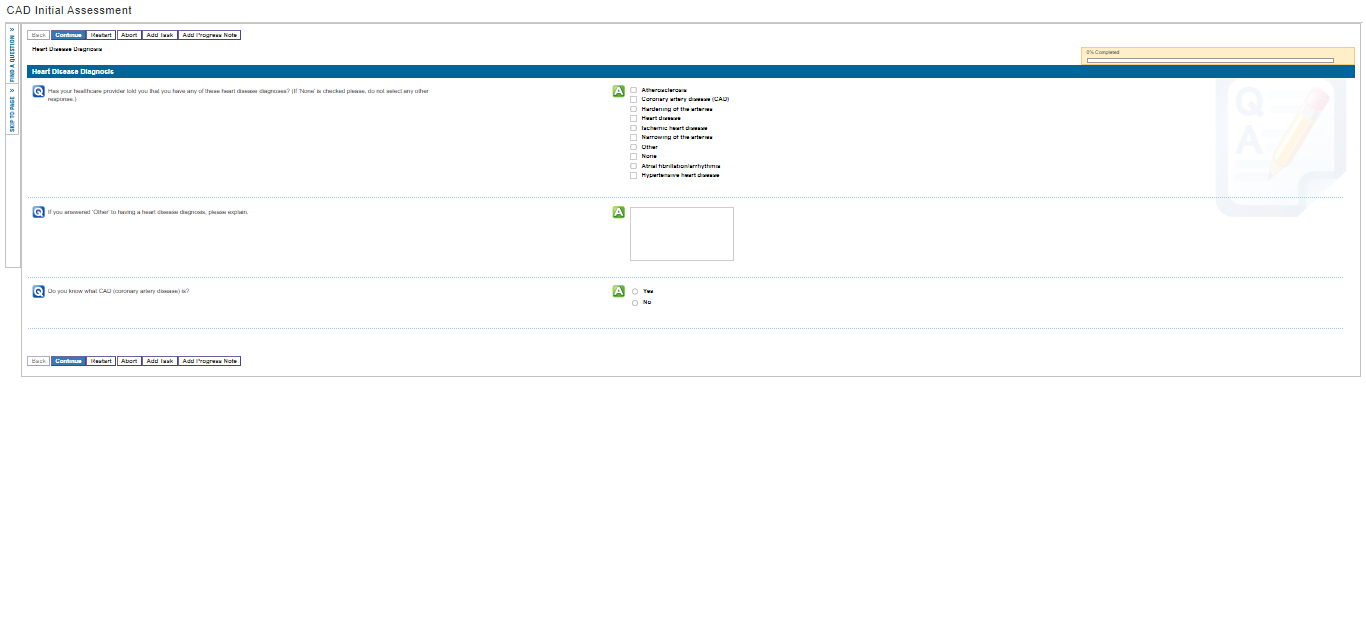 CAD Initial Assessment
FIND A QUESTION »
SKIP TO PAGE »
Back Continue Restart Abort Add Task Add Progress Note
Heart Disease Diagnosis
0% Completed
Heart Disease Diagnosis
Q Has your healthcare provider told you that you have any of these heart disease diagnoses? (If 'None' is checked please, do not select any other
response.)
A Atherosclerosis
Coronary artery disease (CAD)
Hardening of the arteries
Heart disease
Ischemic heart disease
Narrowing of the arteries
Other
None
Atrial fibrillation/arrhythmia
Hypertensive heart disease
Q A
Q If you answered 'Other' to having a heart disease diagnosis, please explain.
A
Q Do you know what CAD (coronary artery disease) is?
A Yes
No
Back Continue Restart Abort Add Task Add Progress Note